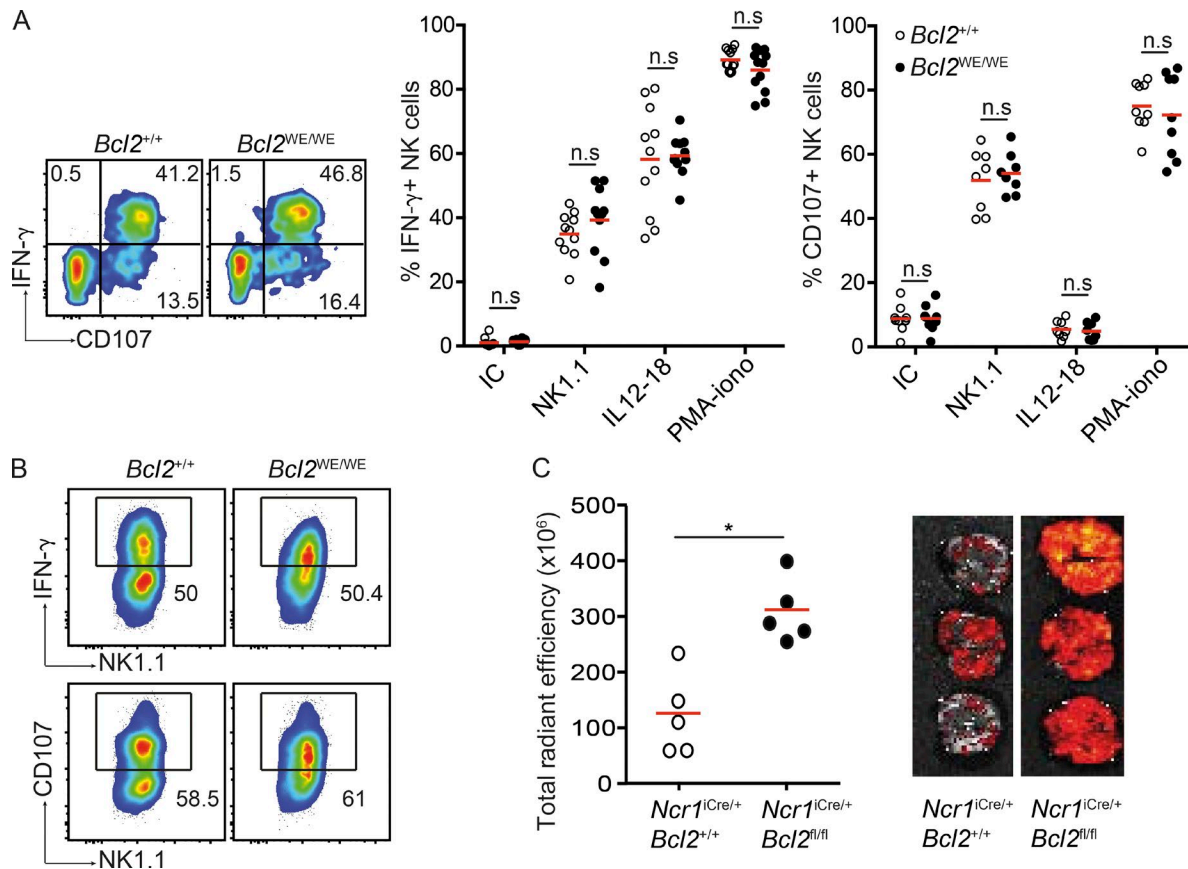 A
Bcl2+/+
Bcl2WE/WE
0.5
41.2
13.5
1.5
46.8
16.4
IFN-γ
CD107
% IFN-γ+ NK cells
100
80
60
40
20
0
n.s
n.s
n.s
n.s
IC
NK1.1
IL12-18
PMA-iono
% CD107+ NK cells
100
80
60
40
20
0
Bcl2+/+
Bcl2WE/WE
n.s
n.s
n.s
n.s
IC
NK1.1
IL12-18
PMA-iono
B
Bcl2+/+
Bcl2WE/WE
IFN-γ
50
50.4
NK1.1
CD107
58.5
61
NK1.1
C
Total radiant efficiency (x10⁶)
500
400
300
200
100
0
*
Ncr1iCre/+
Bcl2+/+
Ncr1iCre/+
Bcl2fl/fl
Ncr1iCre/+
Bcl2+/+
Ncr1iCre/+
Bcl2fl/fl